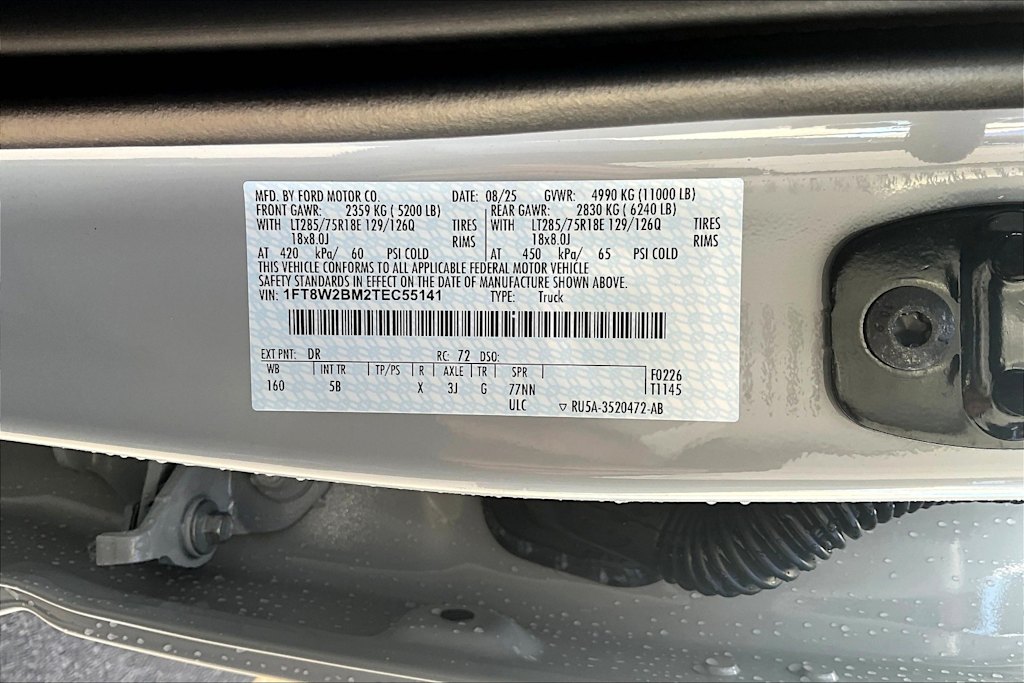 MFD. BY FORD MOTOR CO. DATE: 08/25 GVWR: 4990 KG (11000 LB)
FRONT GAWR: 2359 KG ( 5200 LB) REAR GAWR: 2830 KG ( 6240 LB)
WITH LT285/75R18E 129/126Q TIRES WITH LT285/75R18E 129/126Q TIRES
18x8.0J RIMS 18x8.0J RIMS
AT 420 kPa/ 60 PSI COLD AT 450 kPa/ 65 PSI COLD
THIS VEHICLE CONFORMS TO ALL APPLICABLE FEDERAL MOTOR VEHICLE
SAFETY STANDARDS IN EFFECT ON THE DATE OF MANUFACTURE SHOWN ABOVE.
VIN: 1FT8W2BM2TEC55141 TYPE: Truck
EXT PNT: DR RC: 72 DSO:
WB INT TR TP/PS R AXLE TR SPR F0226
160 5B X 3J G 77NN T1145
ULC ▽ RU5A-3520472-AB